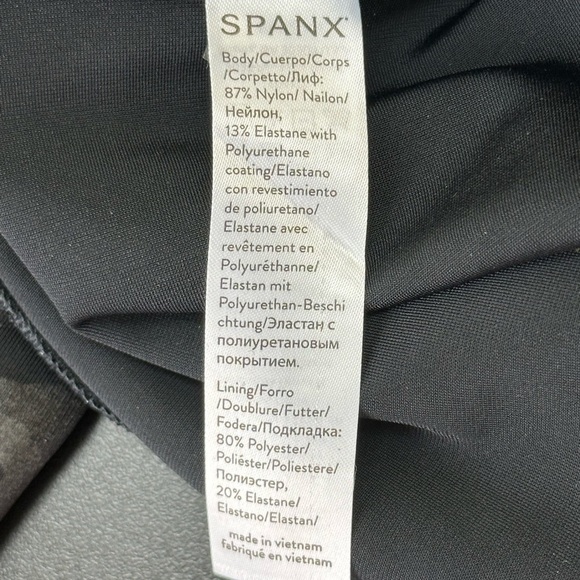 SPANX®
Body/Cuerpo/Corps
/Corpetto/Лиф:
87% Nylon/ Nailon/
Нейлон,
13% Elastane with
Polyurethane
coating/Elastano
con revestimiento
de poliuretano/
Elastane avec
revêtement en
Polyuréthanne/
Elastan mit
Polyurethan-Beschi
chtung/Эластан с
полиуретановым
покрытием.
Lining/Forro
/Doublure/Futter/
Fodera/Подкладка:
80% Polyester/
Poliéster/Poliestere/
Полиэстер,
20% Elastane/
Elastano/Elastan/
made in vietnam
fabriqué en vietnam